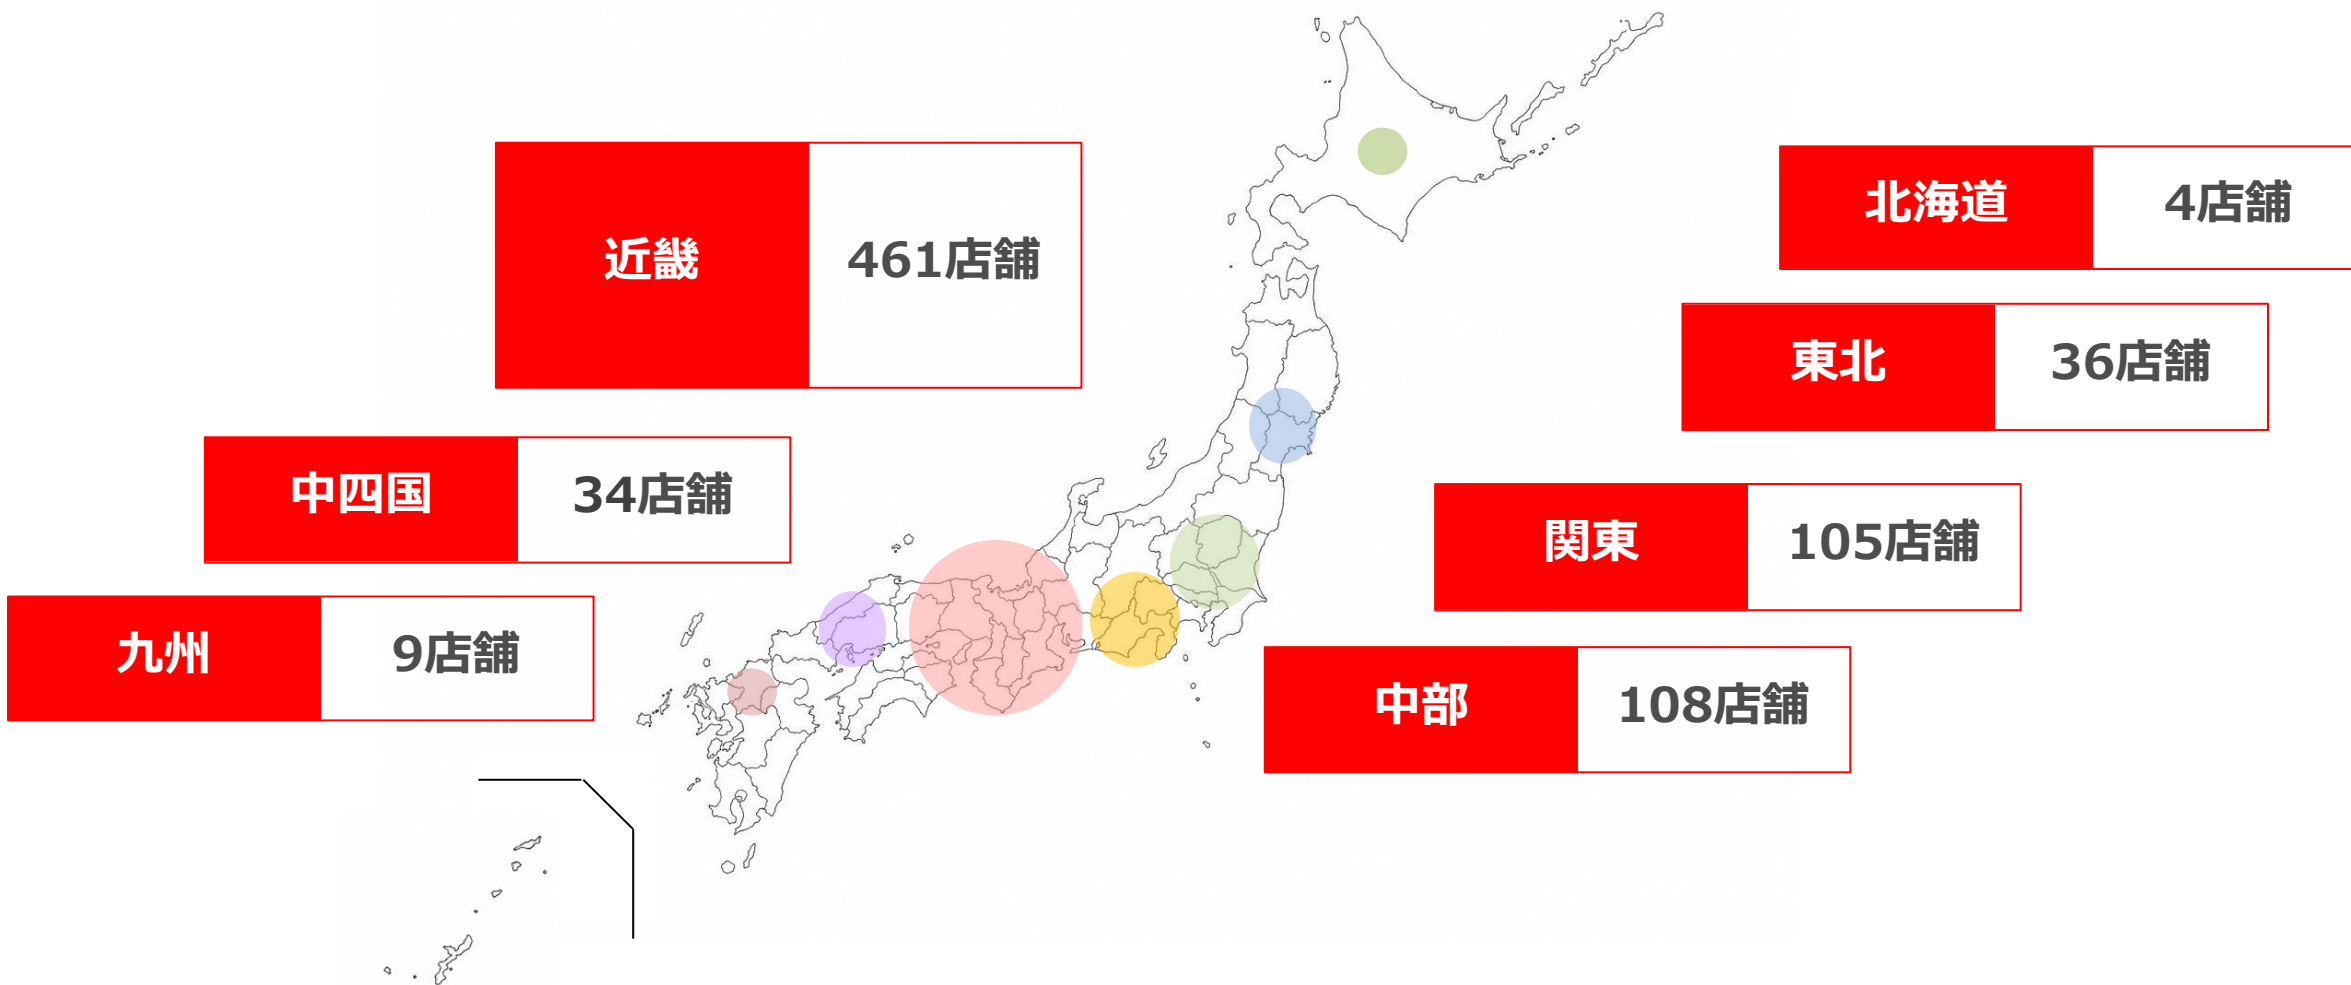 近畿 461店舗
中四国 34店舗
九州 9店舗
北海道 4店舗
東北 36店舗
関東 105店舗
中部 108店舗